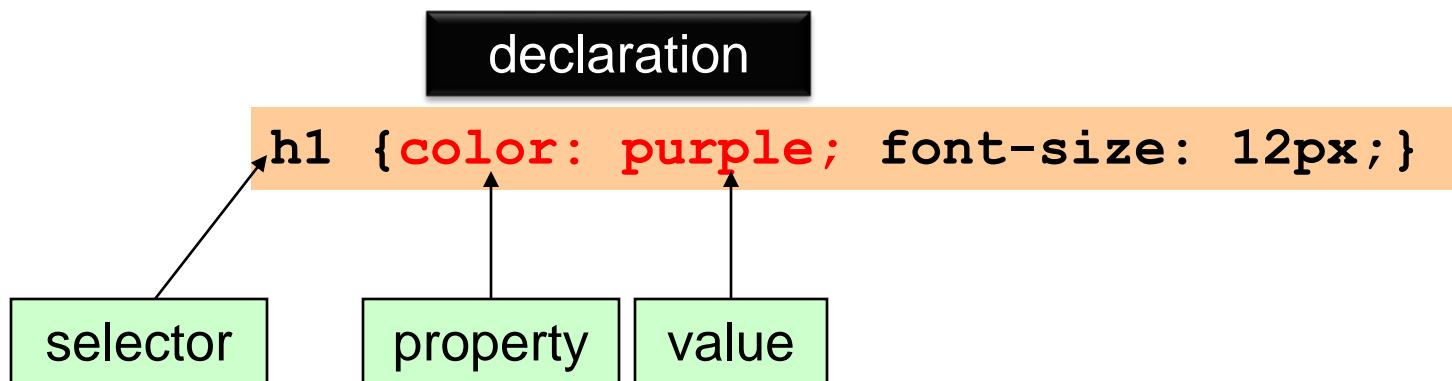 declaration
h1 {color: purple; font-size: 12px;}
selector
property
value